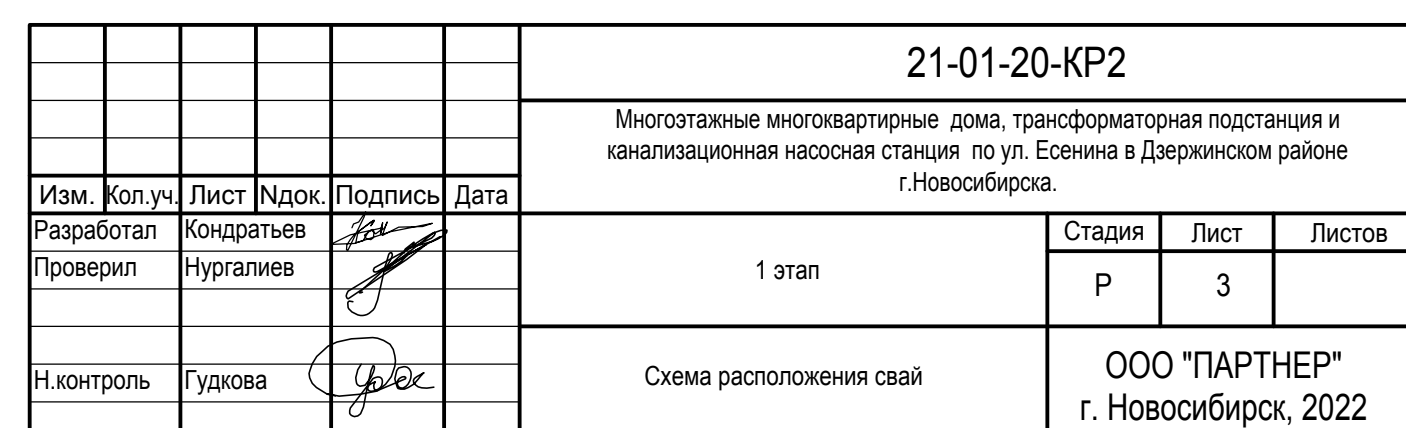 21-01-20-КР2
Многоэтажные многоквартирные дома, трансформаторная подстанция и
канализационная насосная станция по ул. Есенина в Дзержинском районе
г.Новосибирска.
Изм. Кол.уч. Лист Nдок. Подпись Дата
Разработал Кондратьев
Проверил Нургалиев
Н.контроль Гудкова
1 этап
Стадия Лист Листов
Р 3
Схема расположения свай
ООО "ПАРТНЕР"
г. Новосибирск, 2022